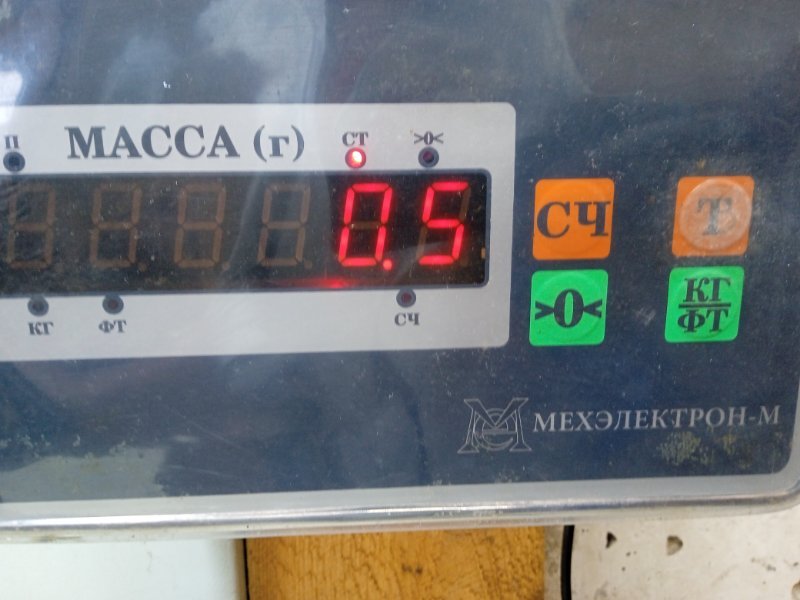 П
МАССА (г)
СТ
>0<
0.5
СЧ
Т
КГ
ФТ
СЧ
>0<
КГ
ФТ
МЕХЭЛЕКТРОН-М